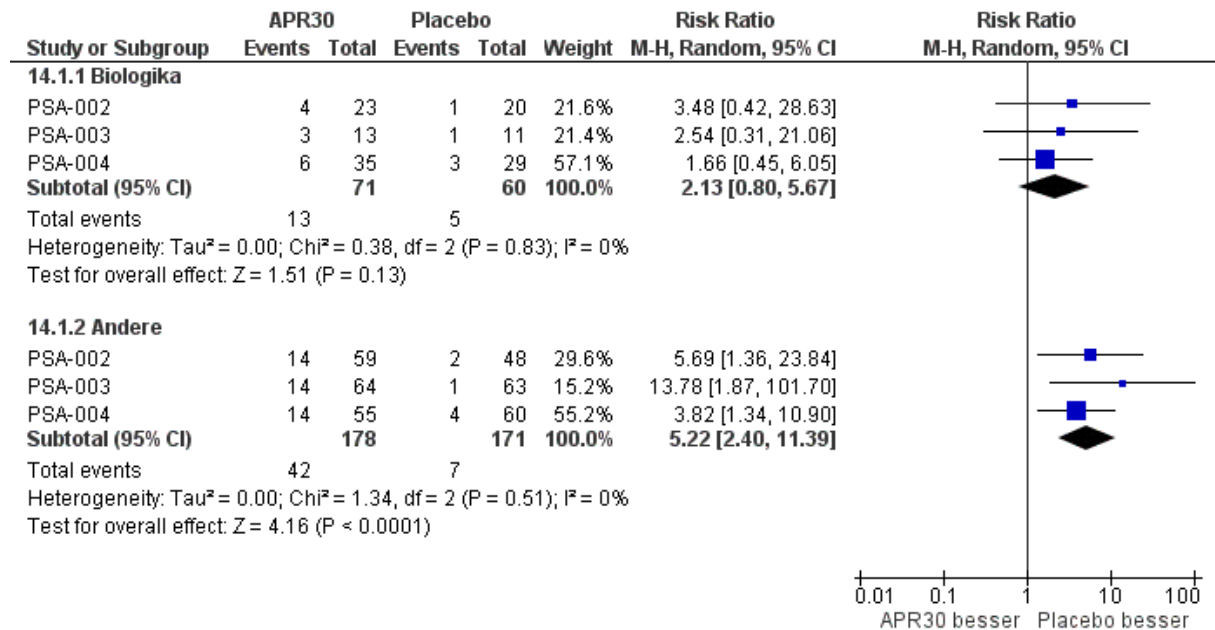 APR30 Placebo Risk Ratio Risk Ratio
Study or Subgroup Events Total Events Total Weight M-H, Random, 95% CI M-H, Random, 95% CI
14.1.1 Biologika
PSA-002 4 23 1 20 21.6% 3.48 [0.42, 28.63]
PSA-003 3 13 1 11 21.4% 2.54 [0.31, 21.06]
PSA-004 6 35 3 29 57.1% 1.66 [0.45, 6.05]
Subtotal (95% CI) 71 60 100.0% 2.13 [0.80, 5.67]
Total events 13 5
Heterogeneity: Tau² = 0.00; Chi² = 0.38, df = 2 (P = 0.83); I² = 0%
Test for overall effect: Z = 1.51 (P = 0.13)
14.1.2 Andere
PSA-002 14 59 2 48 29.6% 5.69 [1.36, 23.84]
PSA-003 14 64 1 63 15.2% 13.78 [1.87, 101.70]
PSA-004 14 55 4 60 55.2% 3.82 [1.34, 10.90]
Subtotal (95% CI) 178 171 100.0% 5.22 [2.40, 11.39]
Total events 42 7
Heterogeneity: Tau² = 0.00; Chi² = 1.34, df = 2 (P = 0.51); I² = 0%
Test for overall effect: Z = 4.16 (P < 0.0001)
0.01 0.1 1 10 100
APR30 besser Placebo besser